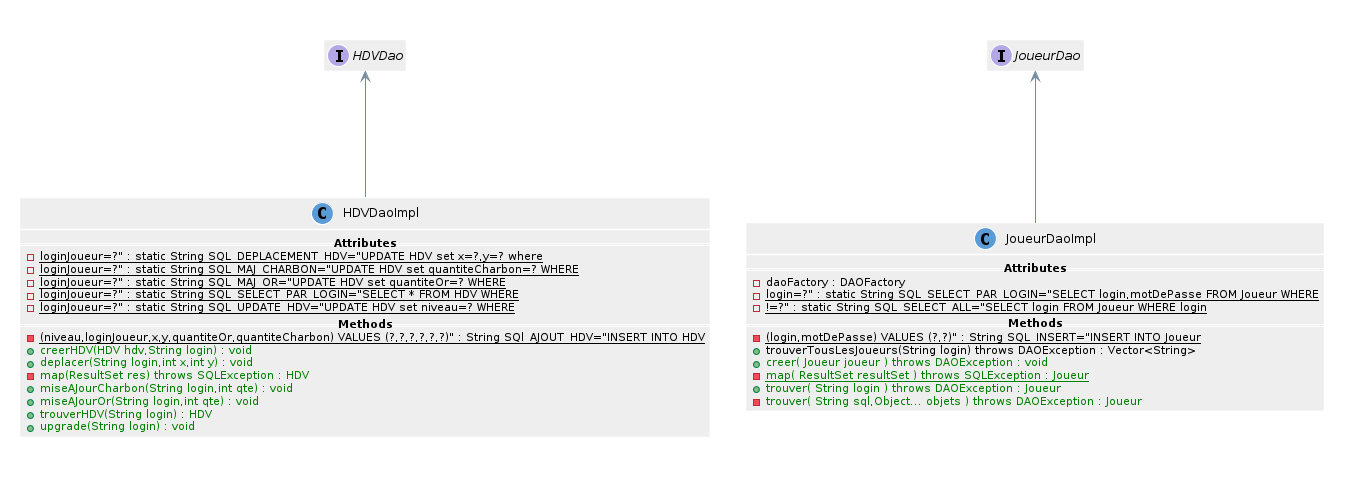 I HDVDao
I JoueurDao
C HDVDaoImpl
Attributes
loginJoueur=?" : static String SQL_DEPLACEMENT_HDV="UPDATE HDV set x=?,y=? where
loginJoueur=?" : static String SQL_MAJ_CHARBON="UPDATE HDV set quantiteCharbon=? WHERE
loginJoueur=?" : static String SQL_MAJ_OR="UPDATE HDV set quantiteOr=? WHERE
loginJoueur=?" : static String SQL_SELECT_PAR_LOGIN="SELECT * FROM HDV WHERE
loginJoueur=?" : static String SQL_UPDATE_HDV="UPDATE HDV set niveau=? WHERE
Methods
(niveau,loginJoueur,x,y,quantiteOr,quantiteCharbon) VALUES (?,?,?,?,?,?)" : String SQl_AJOUT_HDV="INSERT INTO HDV
creerHDV(HDV hdv,String login) : void
deplacer(String login,int x,int y) : void
map(ResultSet res) throws SQLException : HDV
miseAJourCharbon(String login,int qte) : void
miseAJourOr(String login,int qte) : void
trouverHDV(String login) : HDV
upgrade(String login) : void
C JoueurDaoImpl
Attributes
daoFactory : DAOFactory
login=?" : static String SQL_SELECT_PAR_LOGIN="SELECT login,motDePasse FROM Joueur WHERE
!=?" : static String SQL_SELECT_ALL="SELECT login FROM Joueur WHERE login
Methods
(login,motDePasse) VALUES (?,?)" : String SQL_INSERT="INSERT INTO Joueur
trouverTousLesJoueurs(String login) throws DAOException : Vector<String>
creer( Joueur joueur ) throws DAOException : void
map( ResultSet resultSet ) throws SQLException : Joueur
trouver( String login ) throws DAOException : Joueur
trouver( String sql,Object... objets ) throws DAOException : Joueur